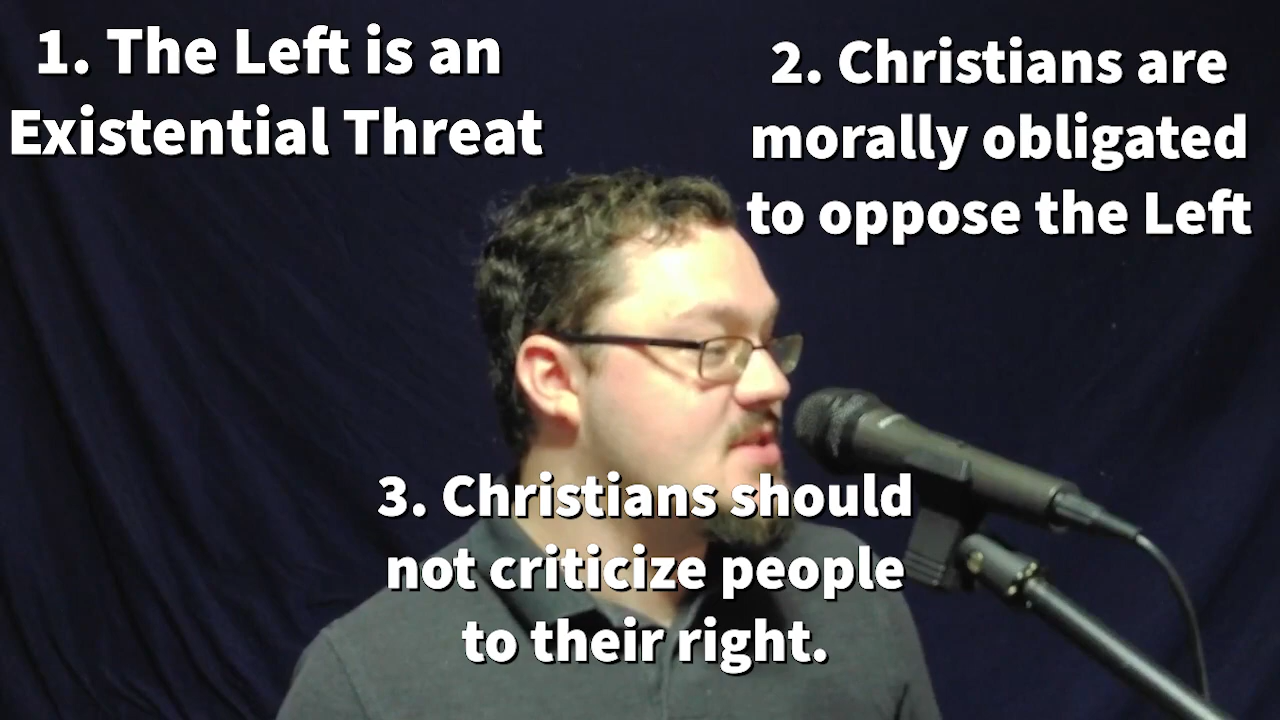 1. The Left is an
Existential Threat
2. Christians are
morally obligated
to oppose the Left
3. Christians should
not criticize people
to their right.